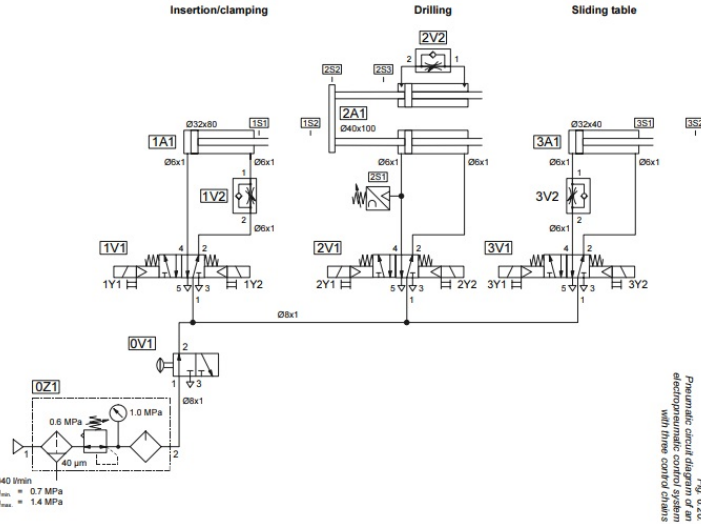 Insertion/clamping
Drilling
Sliding table
2V2
2 1
2S2
2S3
2A1
Ø40x100
1S1
1S2
Ø32x80
1A1
Ø6x1 Ø6x1
Ø6x1 Ø6x1
3S1
3S2
Ø32x40
3A1
Ø6x1 Ø6x1
2S1
1
1V2
2
Ø6x1
1
3V2
2
Ø6x1
1V1
4 2
1Y1 5 3 1Y2
1
2V1
4 2
2Y1 5 3 2Y2
1
3V1
4 2
3Y1 5 3 3Y2
1
Ø8x1
0V1
2
1 3
Ø8x1
0Z1
0.6 MPa
1.0 MPa
1
40 µm
2
40 l/min
min. = 0.7 MPa
max. = 1.4 MPa
Pneumatic circuit diagram of an
electropneumatic control system
with three control chains